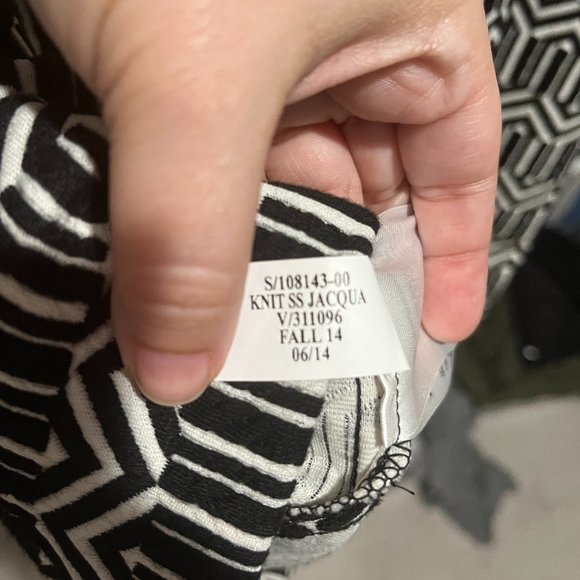 S/108143-00
KNIT SS JACQUA
V/311096
FALL 14
06/14